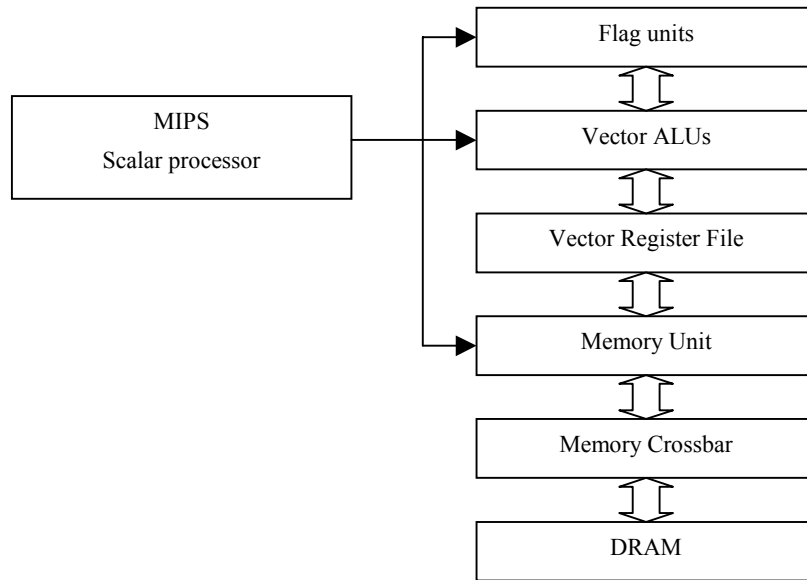 Flag units
MIPS
Scalar processor
Vector ALUs
Vector Register File
Memory Unit
Memory Crossbar
DRAM